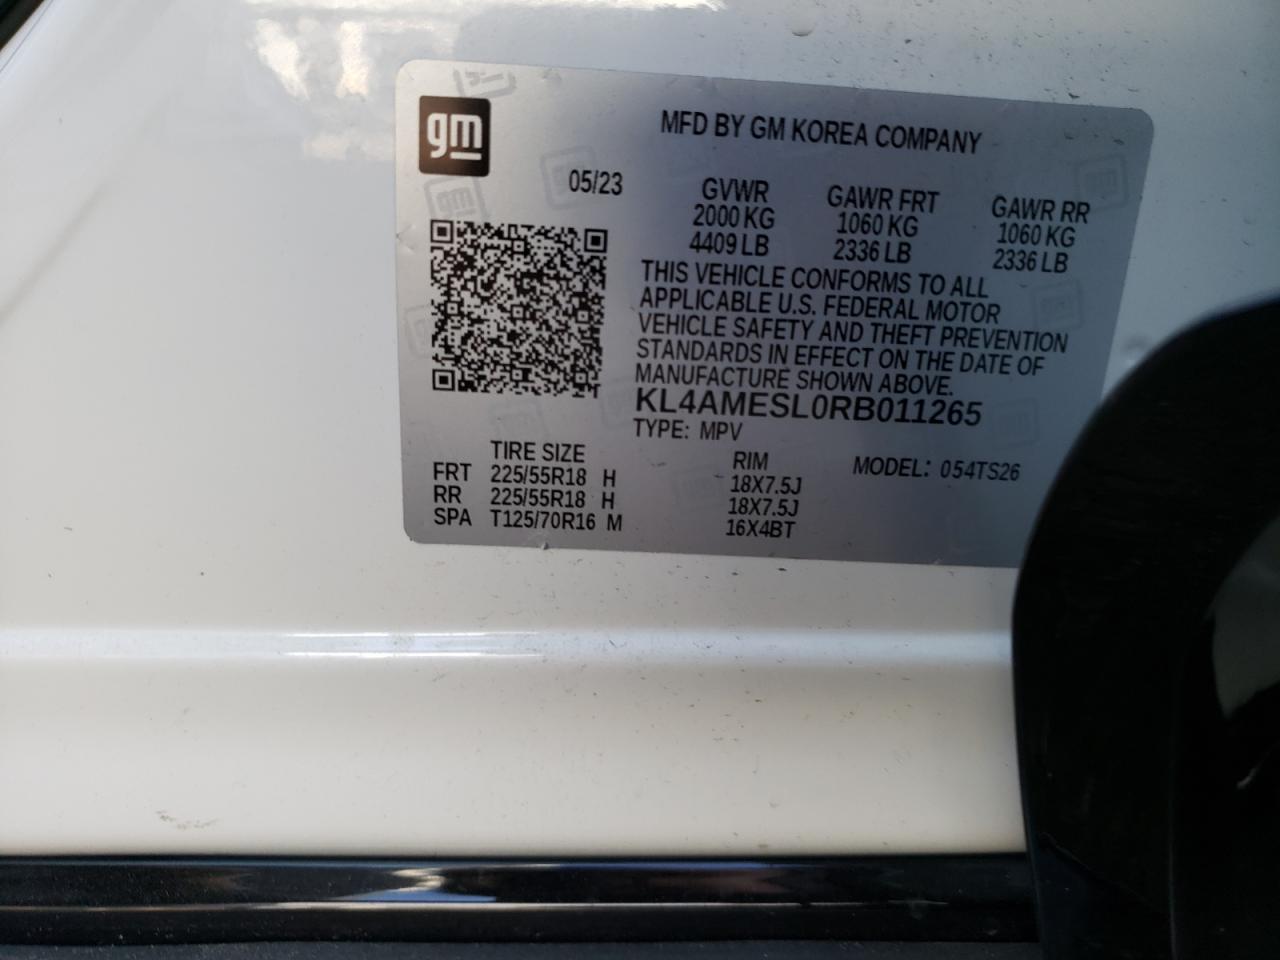 gm
MFD BY GM KOREA COMPANY
05/23
GVWR GAWR FRT GAWR RR
2000 KG 1060 KG 1060 KG
4409 LB 2336 LB 2336 LB
THIS VEHICLE CONFORMS TO ALL
APPLICABLE U.S. FEDERAL MOTOR
VEHICLE SAFETY AND THEFT PREVENTION
STANDARDS IN EFFECT ON THE DATE OF
MANUFACTURE SHOWN ABOVE.
KL4AMESL0RB011265
TYPE: MPV
TIRE SIZE RIM MODEL: 054TS26
FRT 225/55R18 H 18X7.5J
RR 225/55R18 H 18X7.5J
SPA T125/70R16 M 16X4BT